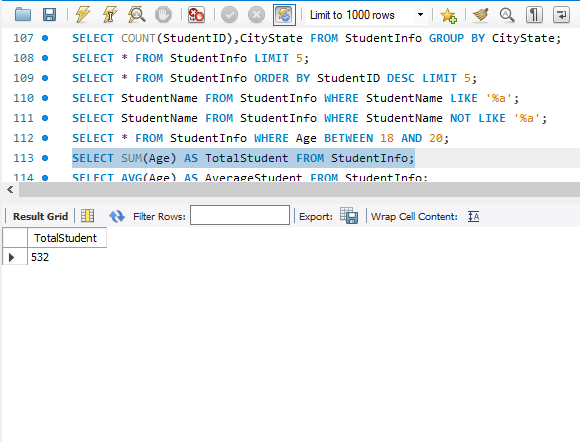 Limit to 1000 rows
107 SELECT COUNT(StudentID),CityState FROM StudentInfo GROUP BY CityState;
108 SELECT * FROM StudentInfo LIMIT 5;
109 SELECT * FROM StudentInfo ORDER BY StudentID DESC LIMIT 5;
110 SELECT StudentName FROM StudentInfo WHERE StudentName LIKE '%a';
111 SELECT StudentName FROM StudentInfo WHERE StudentName NOT LIKE '%a';
112 SELECT * FROM StudentInfo WHERE Age BETWEEN 18 AND 20;
113 SELECT SUM(Age) AS TotalStudent FROM StudentInfo;
114 SELECT AVG(Age) AS AverageStudent FROM StudentInfo;
Result Grid Filter Rows: Export: Wrap Cell Content: IA
TotalStudent
532